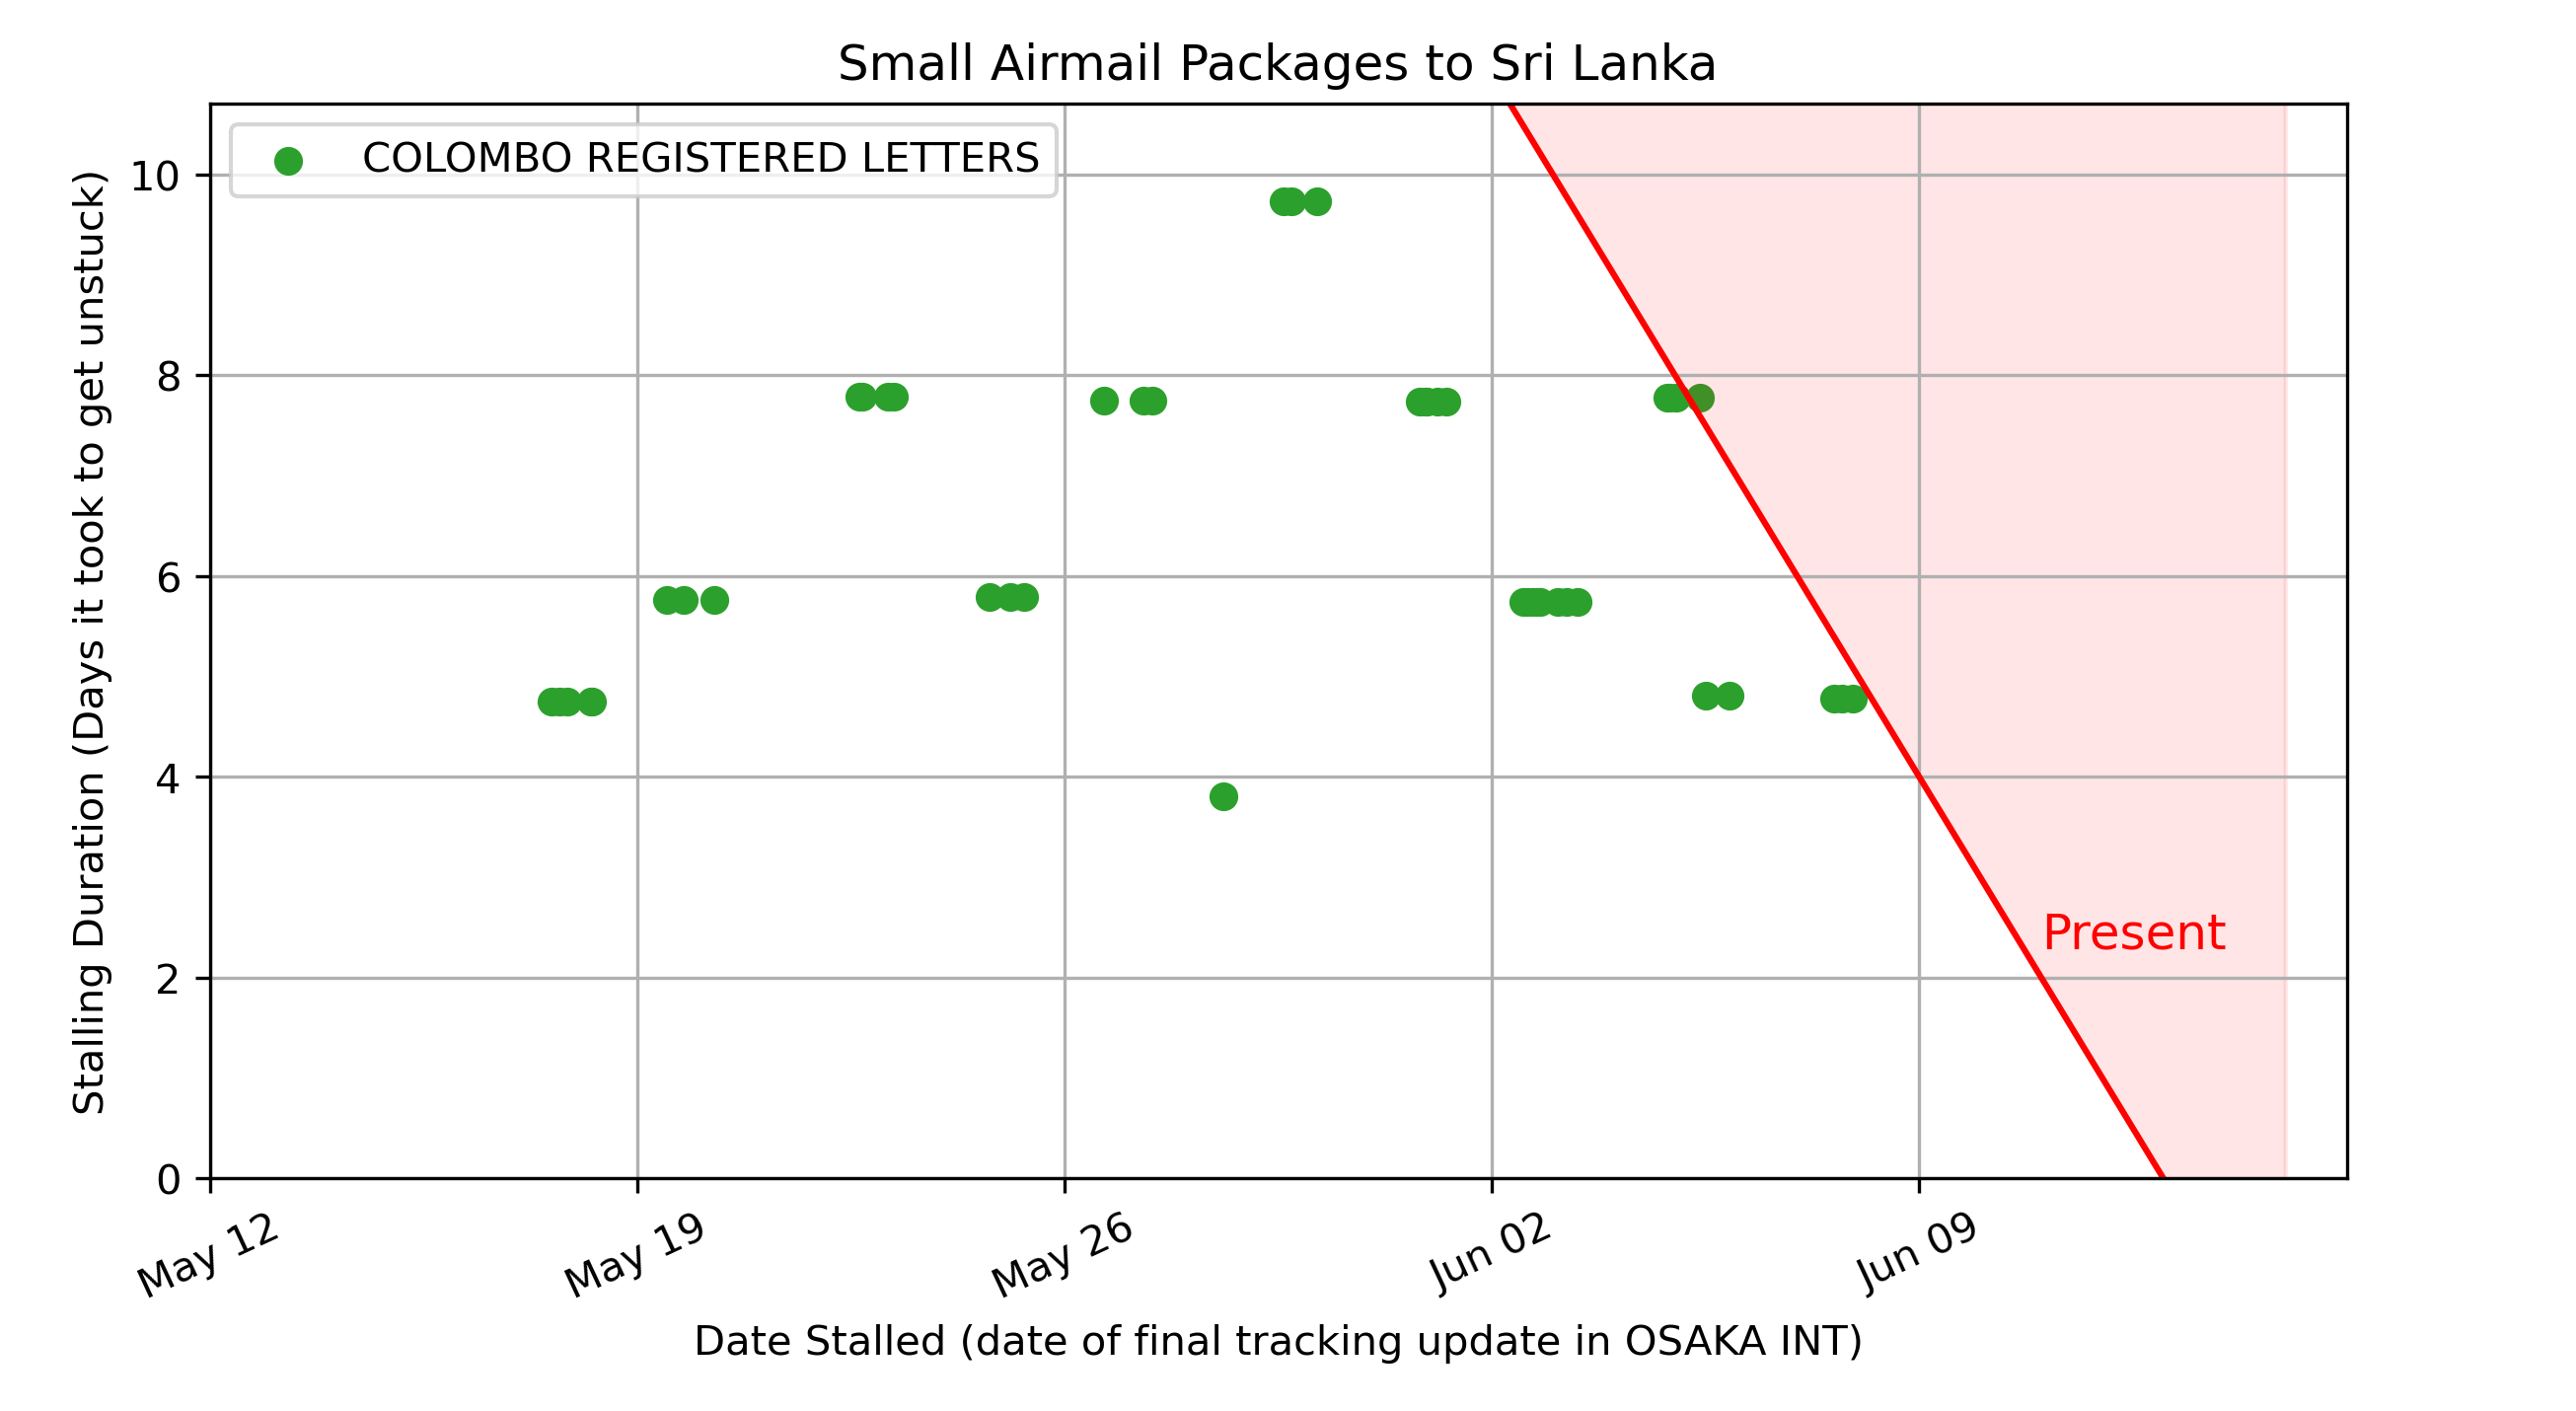 Small Airmail Packages to Sri Lanka
COLOMBO REGISTERED LETTERS
Stalling Duration (Days it took to get unstuck)
10
8
6
4
2
0
Present
May 12
May 19
May 26
Jun 02
Jun 09
Date Stalled (date of final tracking update in OSAKA INT)